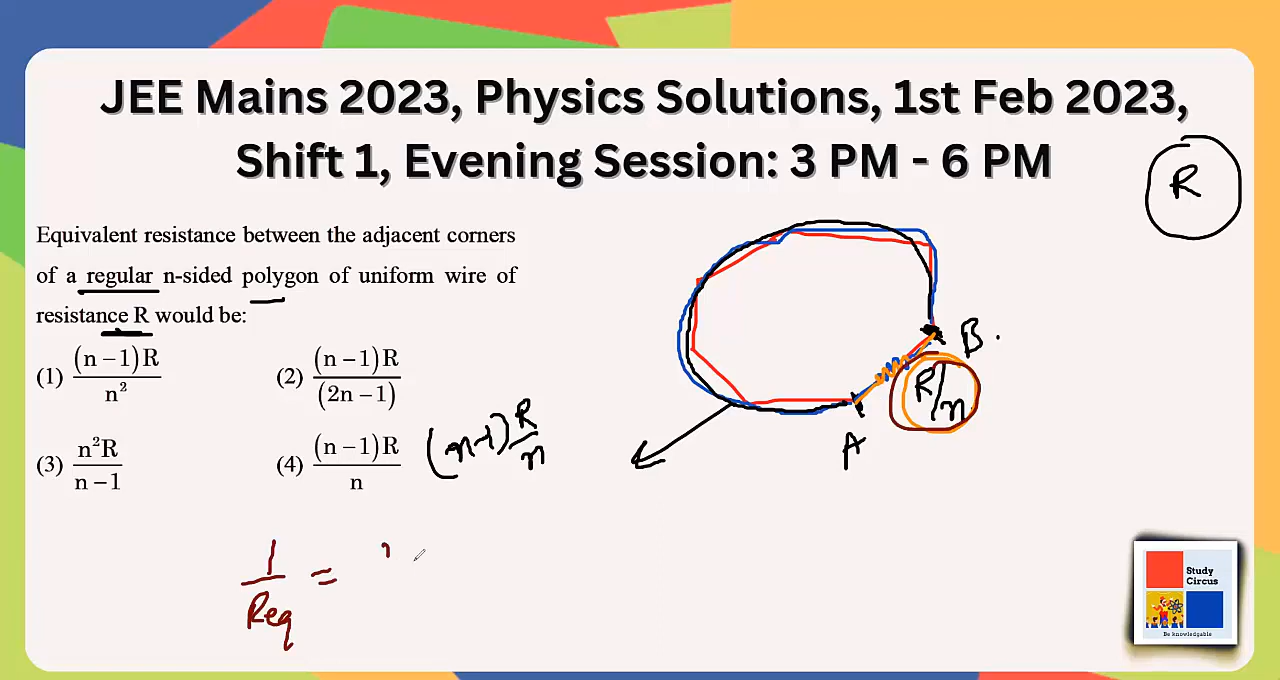 JEE Mains 2023, Physics Solutions, 1st Feb 2023,
Shift 1, Evening Session: 3 PM - 6 PM
R
Equivalent resistance between the adjacent corners
of a regular n-sided polygon of uniform wire of
resistance R would be:
(1) (n−1)R / n²
(2) (n−1)R / (2n−1)
(3) n²R / n−1
(4) (n−1)R / n
(n-1) R/n
B.
R/n
A
1/Req =
Study
Circus
Be knowledgable